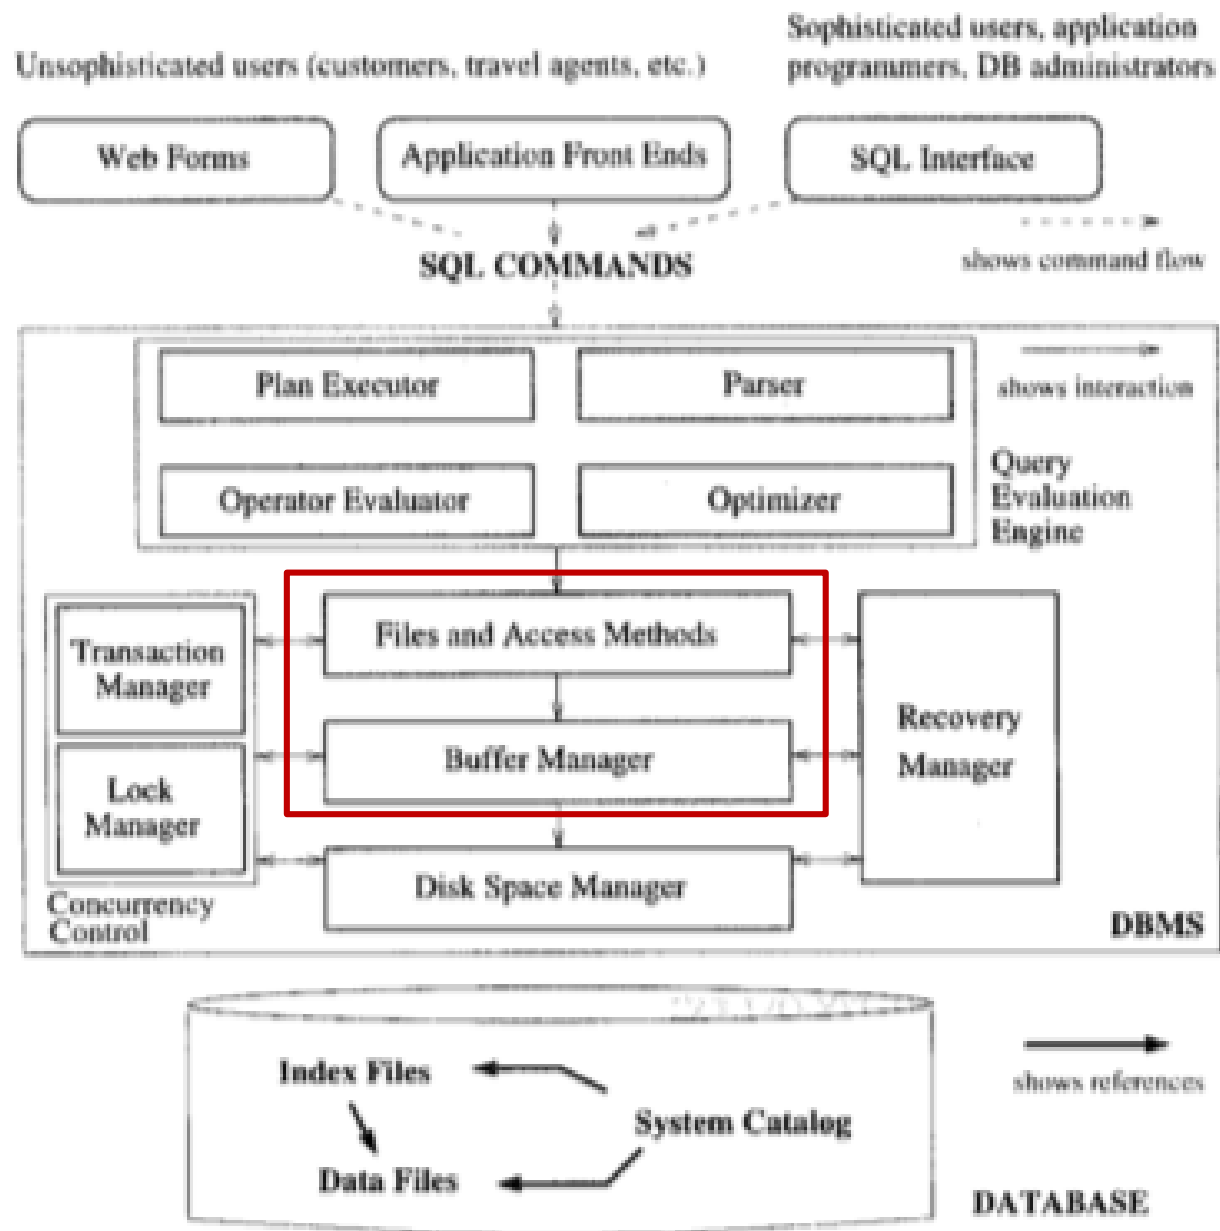 Sophisticated users, application
Unsophisticated users (customers, travel agents, etc.)
programmers, DB administrators
Web Forms
Application Front Ends
SQL Interface
SQL COMMANDS
shows command flow
Plan Executor
Parser
shows interaction
Operator Evaluator
Optimizer
Query
Evaluation
Engine
Transaction
Manager
Files and Access Methods
Recovery
Manager
Buffer Manager
Lock
Manager
Disk Space Manager
Concurrency
Control
DBMS
Index Files
shows references
System Catalog
Data Files
DATABASE